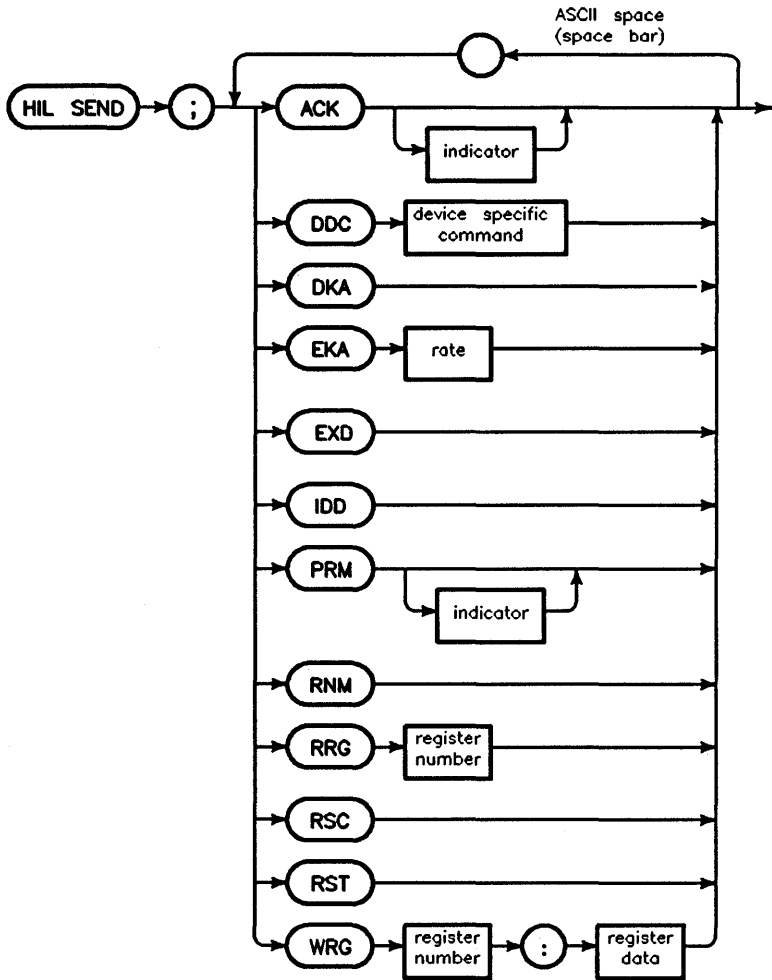 ASCII space
(space bar)
HIL SEND
;
ACK
indicator
DDC
device specific
command
DKA
EKA
rate
EXD
IDD
PRM
indicator
RNM
RRG
register
number
RSC
RST
WRG
register
number
:
register
data